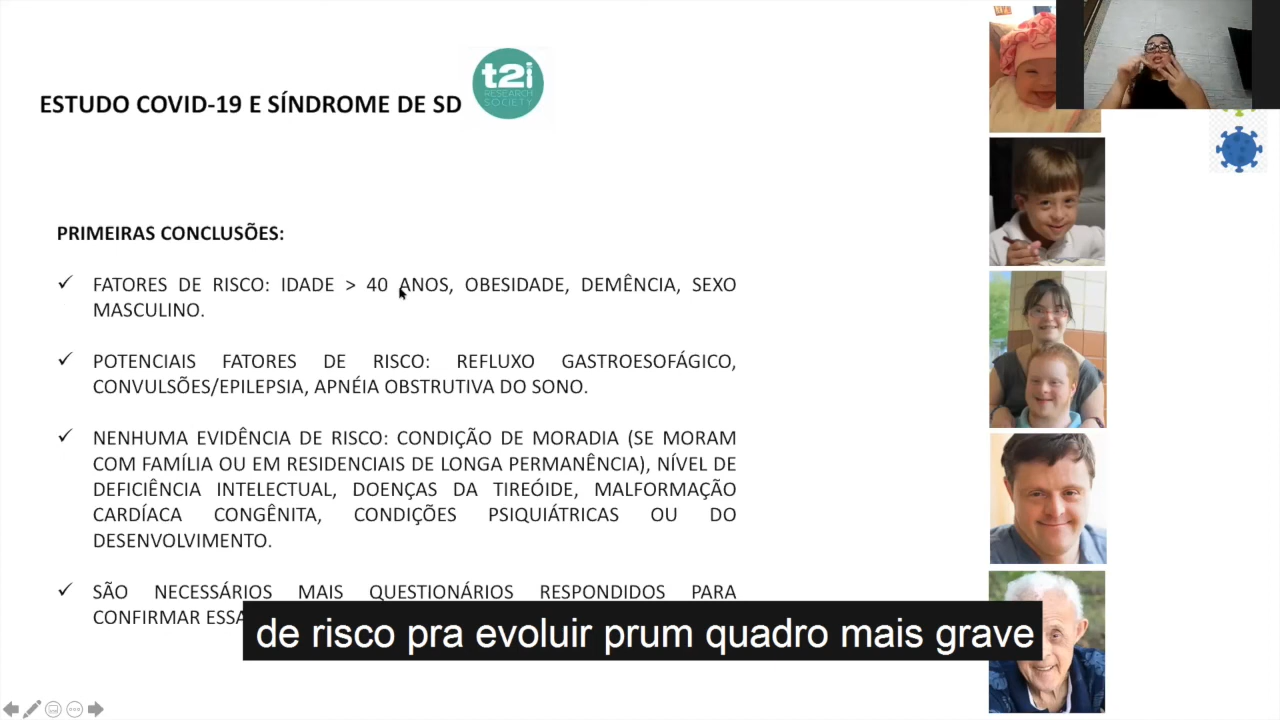 t2i
RESEARCH
SOCIETY
ESTUDO COVID-19 E SÍNDROME DE SD
PRIMEIRAS CONCLUSÕES:
FATORES DE RISCO: IDADE > 40 ANOS, OBESIDADE, DEMÊNCIA, SEXO
MASCULINO.
POTENCIAIS FATORES DE RISCO: REFLUXO GASTROESOFÁGICO,
CONVULSÕES/EPILEPSIA, APNÉIA OBSTRUTIVA DO SONO.
NENHUMA EVIDÊNCIA DE RISCO: CONDIÇÃO DE MORADIA (SE MORAM
COM FAMÍLIA OU EM RESIDENCIAIS DE LONGA PERMANÊNCIA), NÍVEL DE
DEFICIÊNCIA INTELECTUAL, DOENÇAS DA TIREÓIDE, MALFORMAÇÃO
CARDÍACA CONGÊNITA, CONDIÇÕES PSIQUIÁTRICAS OU DO
DESENVOLVIMENTO.
SÃO NECESSÁRIOS MAIS QUESTIONÁRIOS RESPONDIDOS PARA
CONFIRMAR
de risco pra evoluir prum quadro mais grave